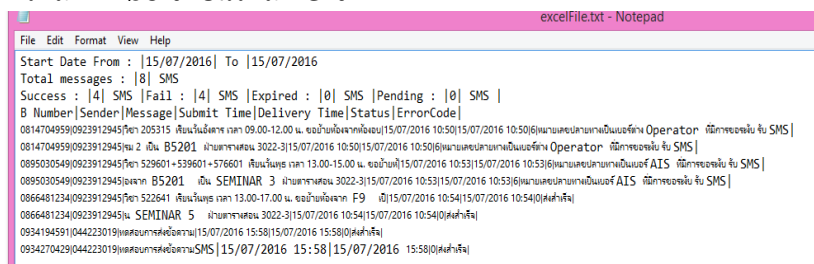 excelFile.txt - Notepad
File Edit Format View Help
Start Date From : |15/07/2016| To |15/07/2016
Total messages : |8| SMS
Success : |4| SMS |Fail : |4| SMS |Expired : |0| SMS |Pending : |0| SMS |
B Number|Sender|Message|Submit Time|Delivery Time|Status|ErrorCode|
0814704959|0923912945|วิชา 205315 เรียนวันอังคาร เวลา 09.00-12.00 น. ขอย้ายห้องจากห้องอบ|15/07/2016 10:50|15/07/2016 10:50|6|หมายเลขปลายทางเป็นเบอร์ต่าง Operator ที่มีการขอระงับ รับ SMS|
0814704959|0923912945|รม 2 เป็น B5201 ฝ่ายตารางสอน 3022-3|15/07/2016 10:50|15/07/2016 10:50|6|หมายเลขปลายทางเป็นเบอร์ต่าง Operator ที่มีการขอระงับ รับ SMS|
0895030549|0923912945|วิชา 529601+539601+576601 เรียนวันพุธ เวลา 13.00-15.00 น. ขอย้ายห้|15/07/2016 10:53|15/07/2016 10:53|6|หมายเลขปลายทางเป็นเบอร์ AIS ที่มีการขอระงับ รับ SMS|
0895030549|0923912945|องจาก B5201 เป็น SEMINAR 3 ฝ่ายตารางสอน 3022-3|15/07/2016 10:53|15/07/2016 10:53|6|หมายเลขปลายทางเป็นเบอร์ AIS ที่มีการขอระงับ รับ SMS|
0866481234|0923912945|วิชา 522641 เรียนวันพุธ เวลา 13.00-17.00 น. ขอย้ายห้องจาก F9 เป็|15/07/2016 10:54|15/07/2016 10:54|0|ส่งสำเร็จ|
0866481234|0923912945|น SEMINAR 5 ฝ่ายตารางสอน 3022-3|15/07/2016 10:54|15/07/2016 10:54|0|ส่งสำเร็จ|
0934194591|044223019|ทดสอบการส่งข้อความ|15/07/2016 15:58|15/07/2016 15:58|0|ส่งสำเร็จ|
0934270429|044223019|ทดสอบการส่งข้อความSMS|15/07/2016 15:58|15/07/2016 15:58|0|ส่งสำเร็จ|